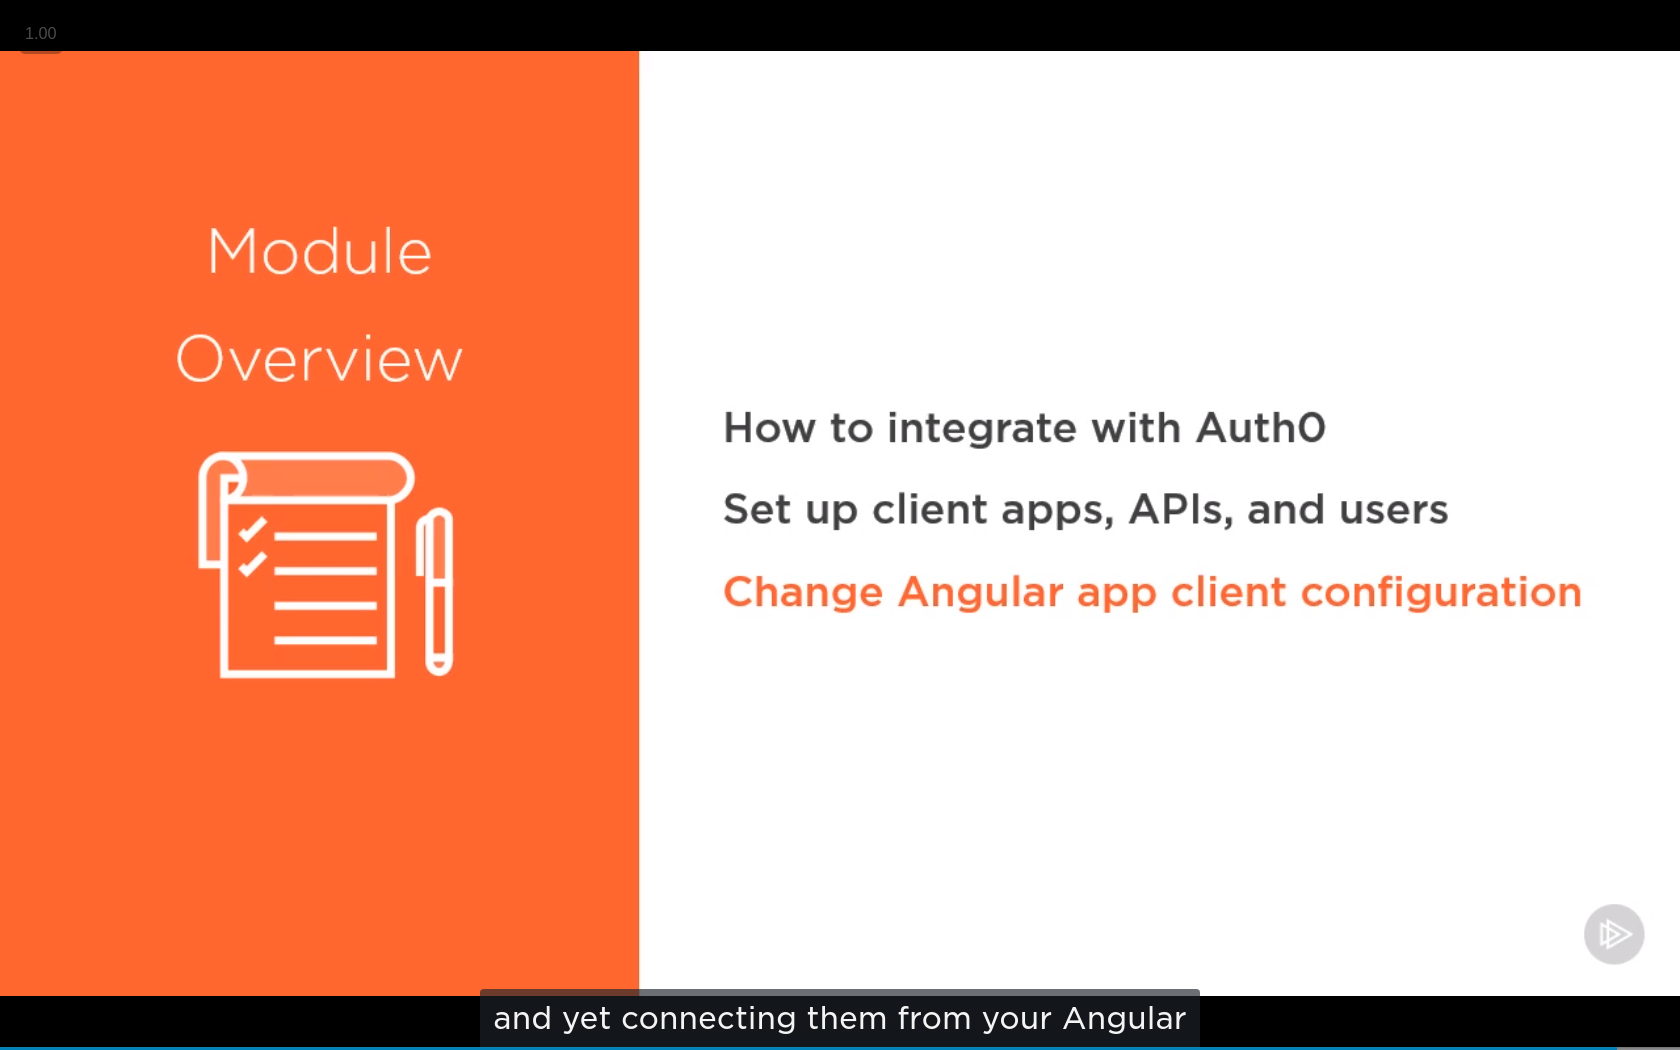 1.00
Module
Overview
How to integrate with Auth0
Set up client apps, APIs, and users
Change Angular app client configuration
and yet connecting them from your Angular